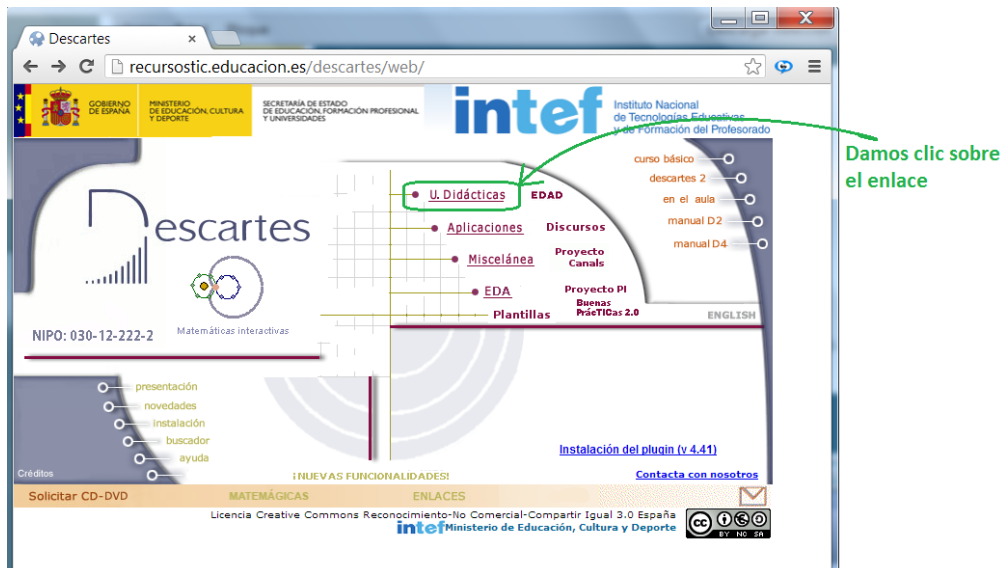 Descartes
recursostic.educacion.es/descartes/web/
GOBIERNO
DE ESPAÑA
MINISTERIO
DE EDUCACIÓN, CULTURA
Y DEPORTE
SECRETARÍA DE ESTADO
DE EDUCACIÓN, FORMACIÓN PROFESIONAL
Y UNIVERSIDADES
intef
Instituto Nacional
de Tecnologías Educativas
y de Formación del Profesorado
Damos clic sobre
el enlace
curso básico
descartes 2
en el aula
manual D2
manual D4
U. Didácticas EDAD
Aplicaciones Discursos
Miscelánea Proyecto
Canals
EDA Proyecto PI
Plantillas Buenas
PrácTICas 2.0
ENGLISH
Descartes
Matemáticas interactivas
NIPO: 030-12-222-2
presentación
novedades
instalación
buscador
ayuda
Créditos
¡NUEVAS FUNCIONALIDADES!
Instalación del plugin (v 4.41)
Contacta con nosotros
Solicitar CD-DVD MATEMÁGICAS ENLACES
Licencia Creative Commons Reconocimiento-No Comercial-Compartir Igual 3.0 España
intef Ministerio de Educación, Cultura y Deporte
cc
BY NC SA